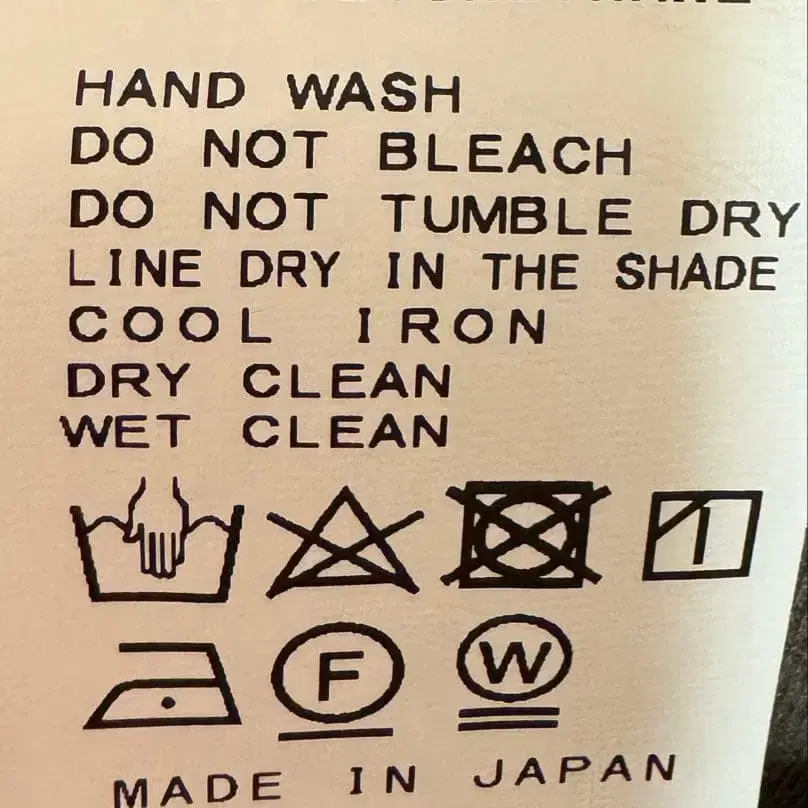 HAND WASH
DO NOT BLEACH
DO NOT TUMBLE DRY
LINE DRY IN THE SHADE
COOL IRON
DRY CLEAN
WET CLEAN
F W
MADE IN JAPAN